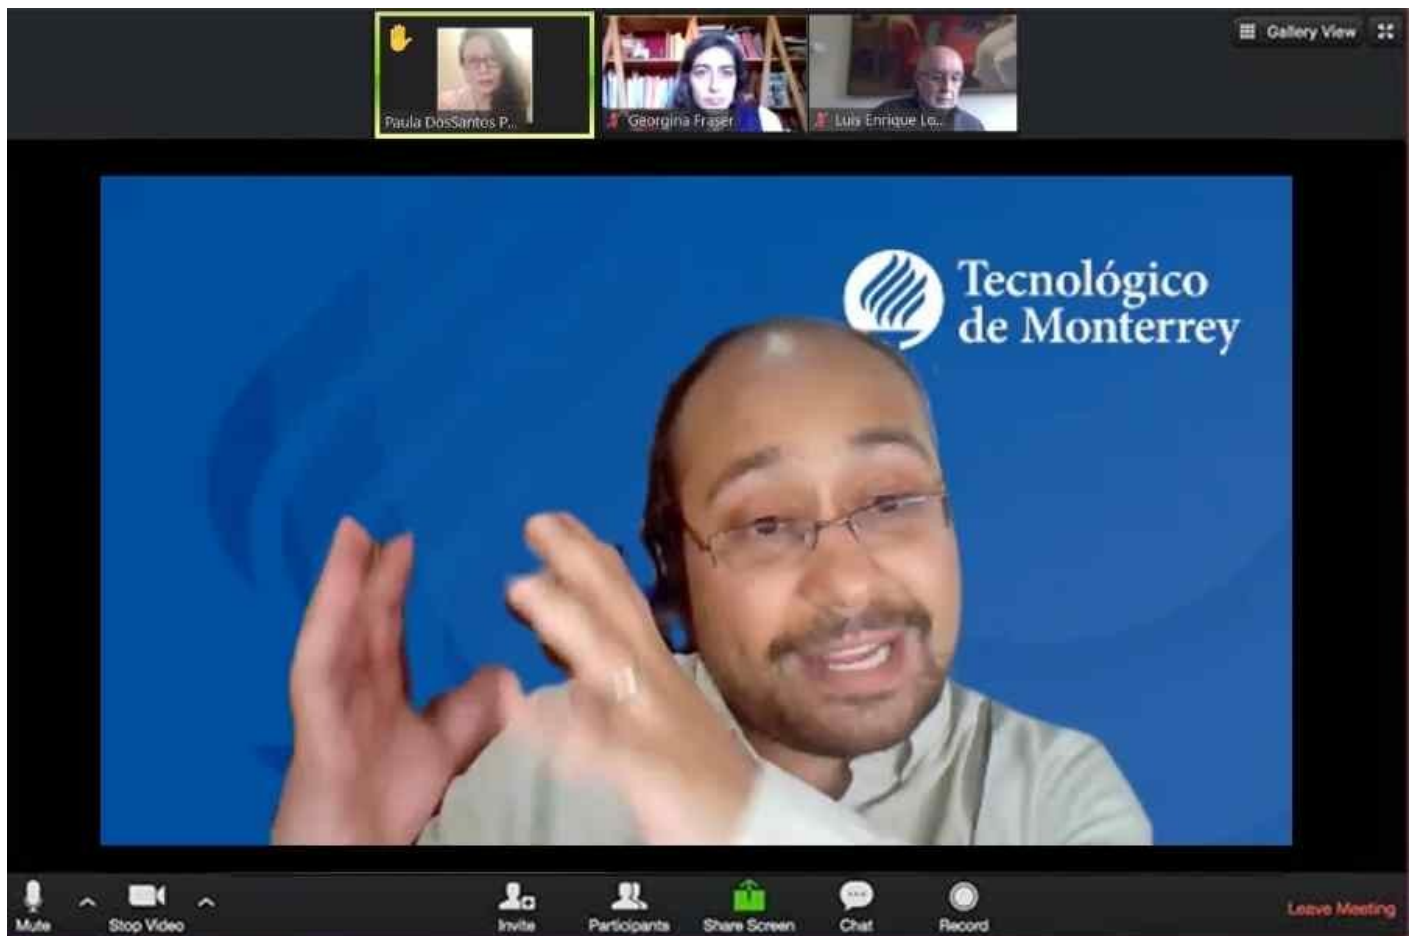 Gallery View
Paula DosSantos P...
Georgina Fraser
Luis Enrique Lo...
Tecnológico
de Monterrey
Mute
Stop Video
Invite
Participants
Share Screen
Chat
Record
Leave Meeting